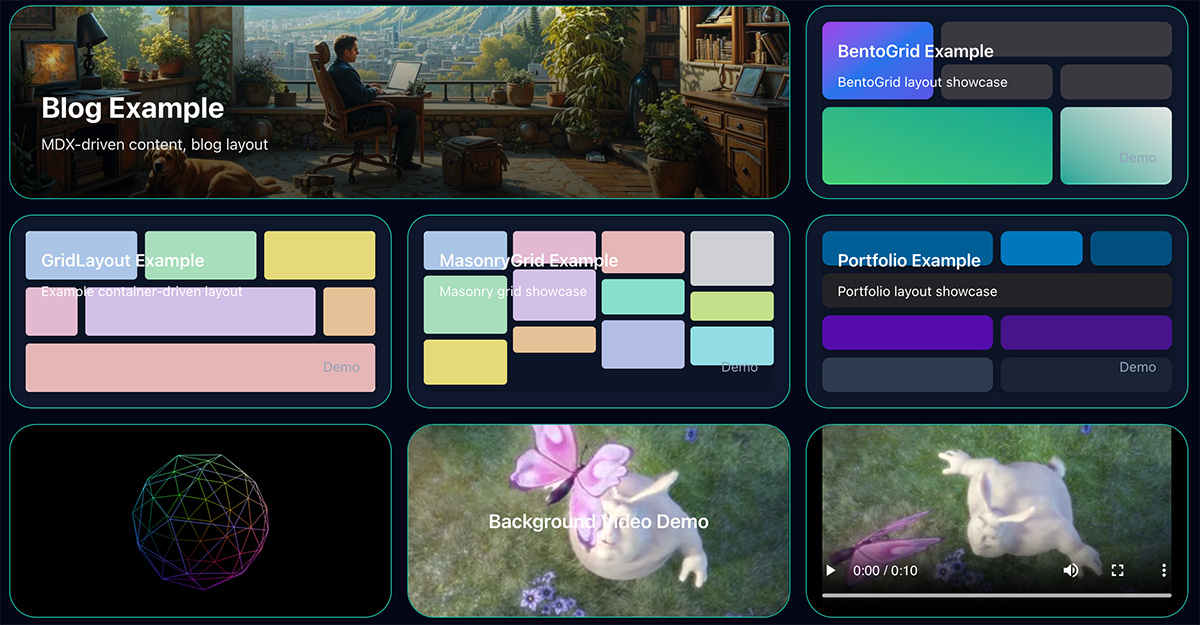 Blog Example
MDX-driven content, blog layout
BentoGrid Example
BentoGrid layout showcase
Demo
GridLayout Example
Example container-driven layout
Demo
MasonryGrid Example
Masonry grid showcase
Demo
Portfolio Example
Portfolio layout showcase
Demo
Background Video Demo
0:00 / 0:10